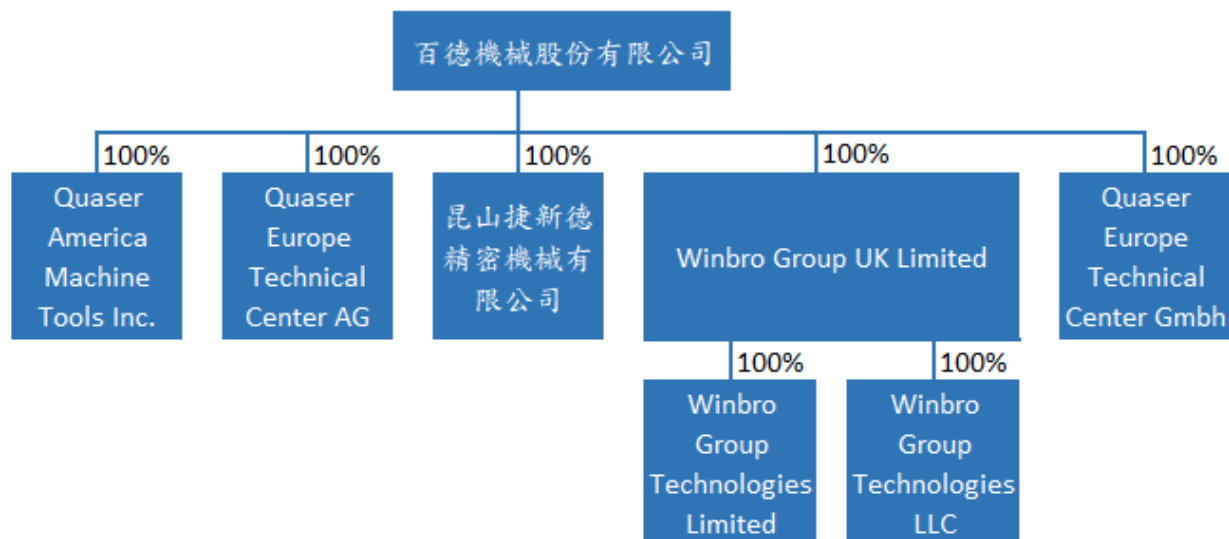 百德機械股份有限公司
100%
100%
100%
100%
100%
Quaser
America
Machine
Tools Inc.
Quaser
Europe
Technical
Center AG
昆山捷新德
精密機械有
限公司
Winbro Group UK Limited
Quaser
Europe
Technical
Center Gmbh
100%
100%
Winbro
Group
Technologies
Limited
Winbro
Group
Technologies
LLC